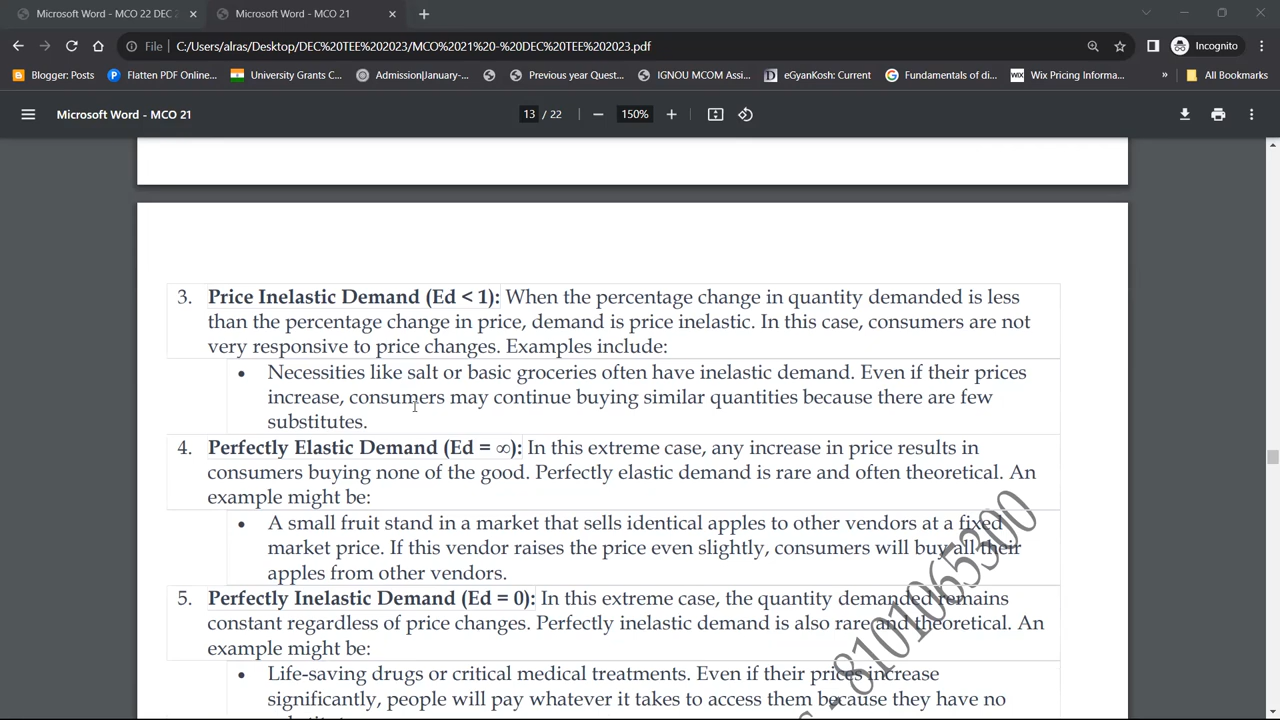 Microsoft Word - MCO 22 DEC 2
Microsoft Word - MCO 21
File
C:/Users/alras/Desktop/DEC%20TEE%202023/MCO%2021%20-%20DEC%20TEE%202023.pdf
Incognito
Blogger: Posts
Flatten PDF Online...
University Grants C...
Admission|January-...
Previous year Quest...
IGNOU MCOM Assi...
eGyanKosh: Current
Fundamentals of di...
Wix Pricing Informa...
All Bookmarks
Microsoft Word - MCO 21
13 / 22
150%
3. Price Inelastic Demand (Ed < 1): When the percentage change in quantity demanded is less
than the percentage change in price, demand is price inelastic. In this case, consumers are not
very responsive to price changes. Examples include:
• Necessities like salt or basic groceries often have inelastic demand. Even if their prices
increase, consumers may continue buying similar quantities because there are few
substitutes.
4. Perfectly Elastic Demand (Ed = ∞): In this extreme case, any increase in price results in
consumers buying none of the good. Perfectly elastic demand is rare and often theoretical. An
example might be:
• A small fruit stand in a market that sells identical apples to other vendors at a fixed
market price. If this vendor raises the price even slightly, consumers will buy all their
apples from other vendors.
5. Perfectly Inelastic Demand (Ed = 0): In this extreme case, the quantity demanded remains
constant regardless of price changes. Perfectly inelastic demand is also rare and theoretical. An
example might be:
• Life-saving drugs or critical medical treatments. Even if their prices increase
significantly, people will pay whatever it takes to access them because they have no
- 8101065300